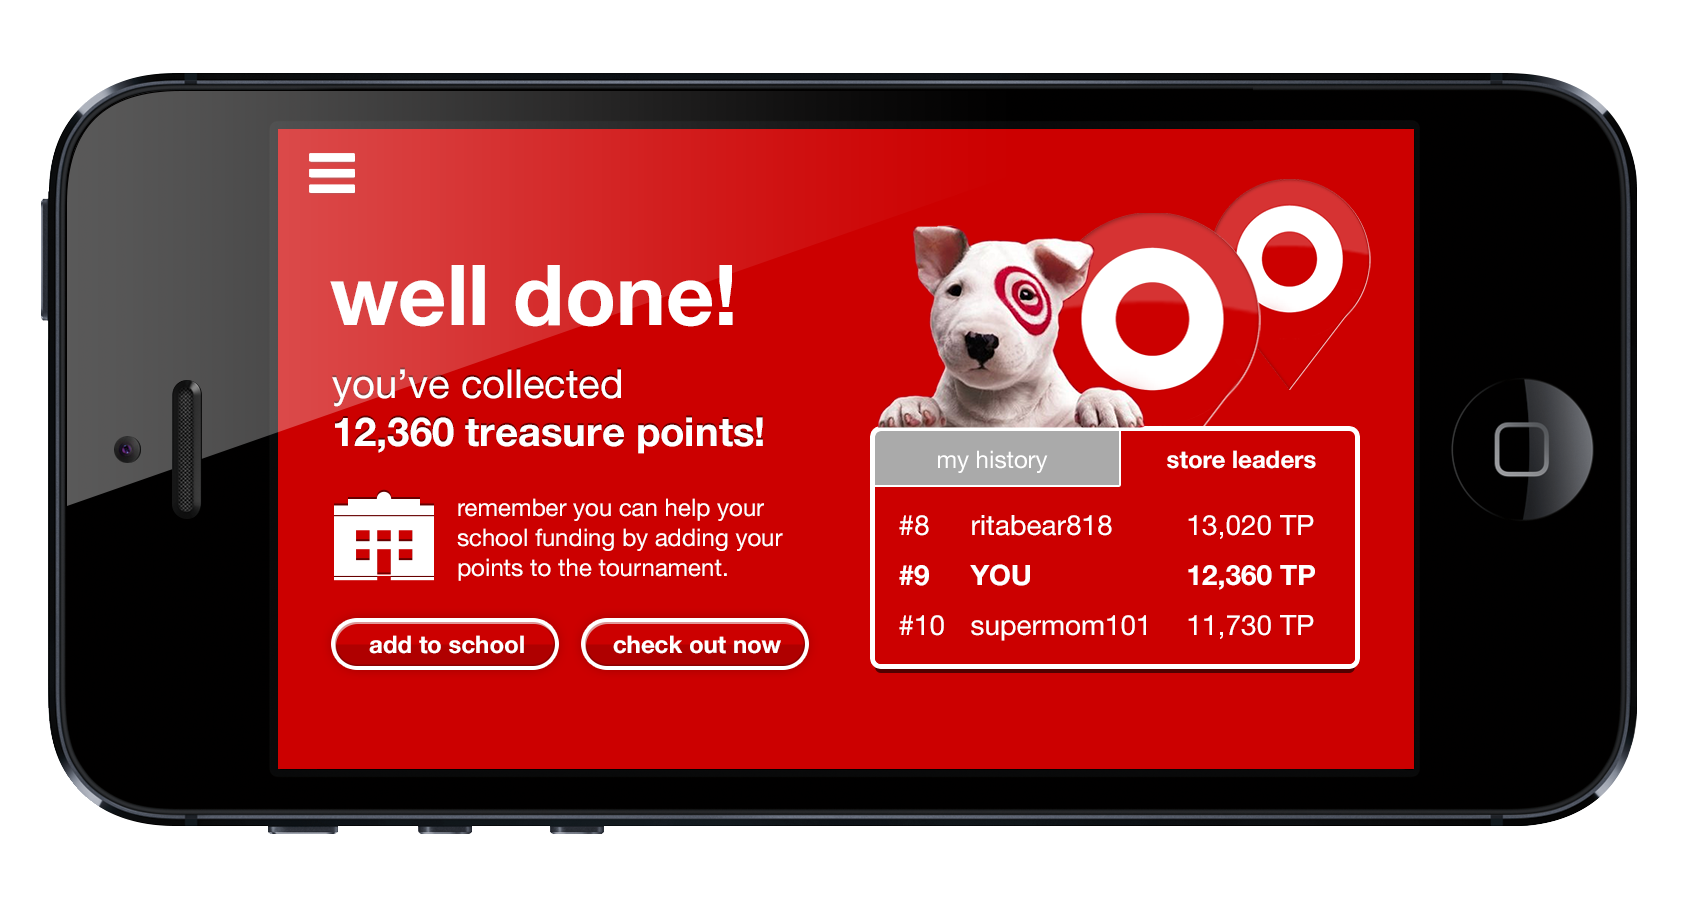 well done!
you’ve collected
12,360 treasure points!
remember you can help your
school funding by adding your
points to the tournament.
add to school
check out now
my history
store leaders
#8 ritabear818 13,020 TP
#9 YOU 12,360 TP
#10 supermom101 11,730 TP